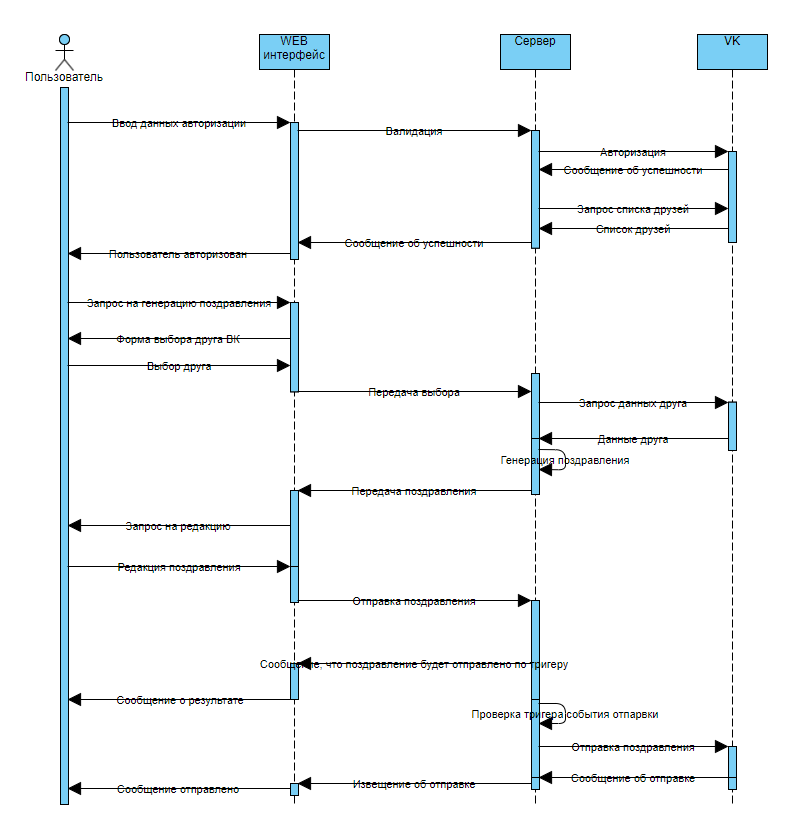 WEB
интерфейс
Сервер
VK
Пользователь
Ввод данных авторизации
Валидация
Авторизация
Сообщение об успешности
Запрос списка друзей
Список друзей
Сообщение об успешности
Пользователь авторизован
Запрос на генерацию поздравления
Форма выбора друга ВК
Выбор друга
Передача выбора
Запрос данных друга
Данные друга
Генерация поздравления
Передача поздравления
Запрос на редакцию
Редакция поздравления
Отправка поздравления
Сообщение, что поздравление будет отправлено по тригеру
Сообщение о результате
Проверка тригера события отпарвки
Отправка поздравления
Сообщение об отправке
Извещение об отправке
Сообщение отправлено